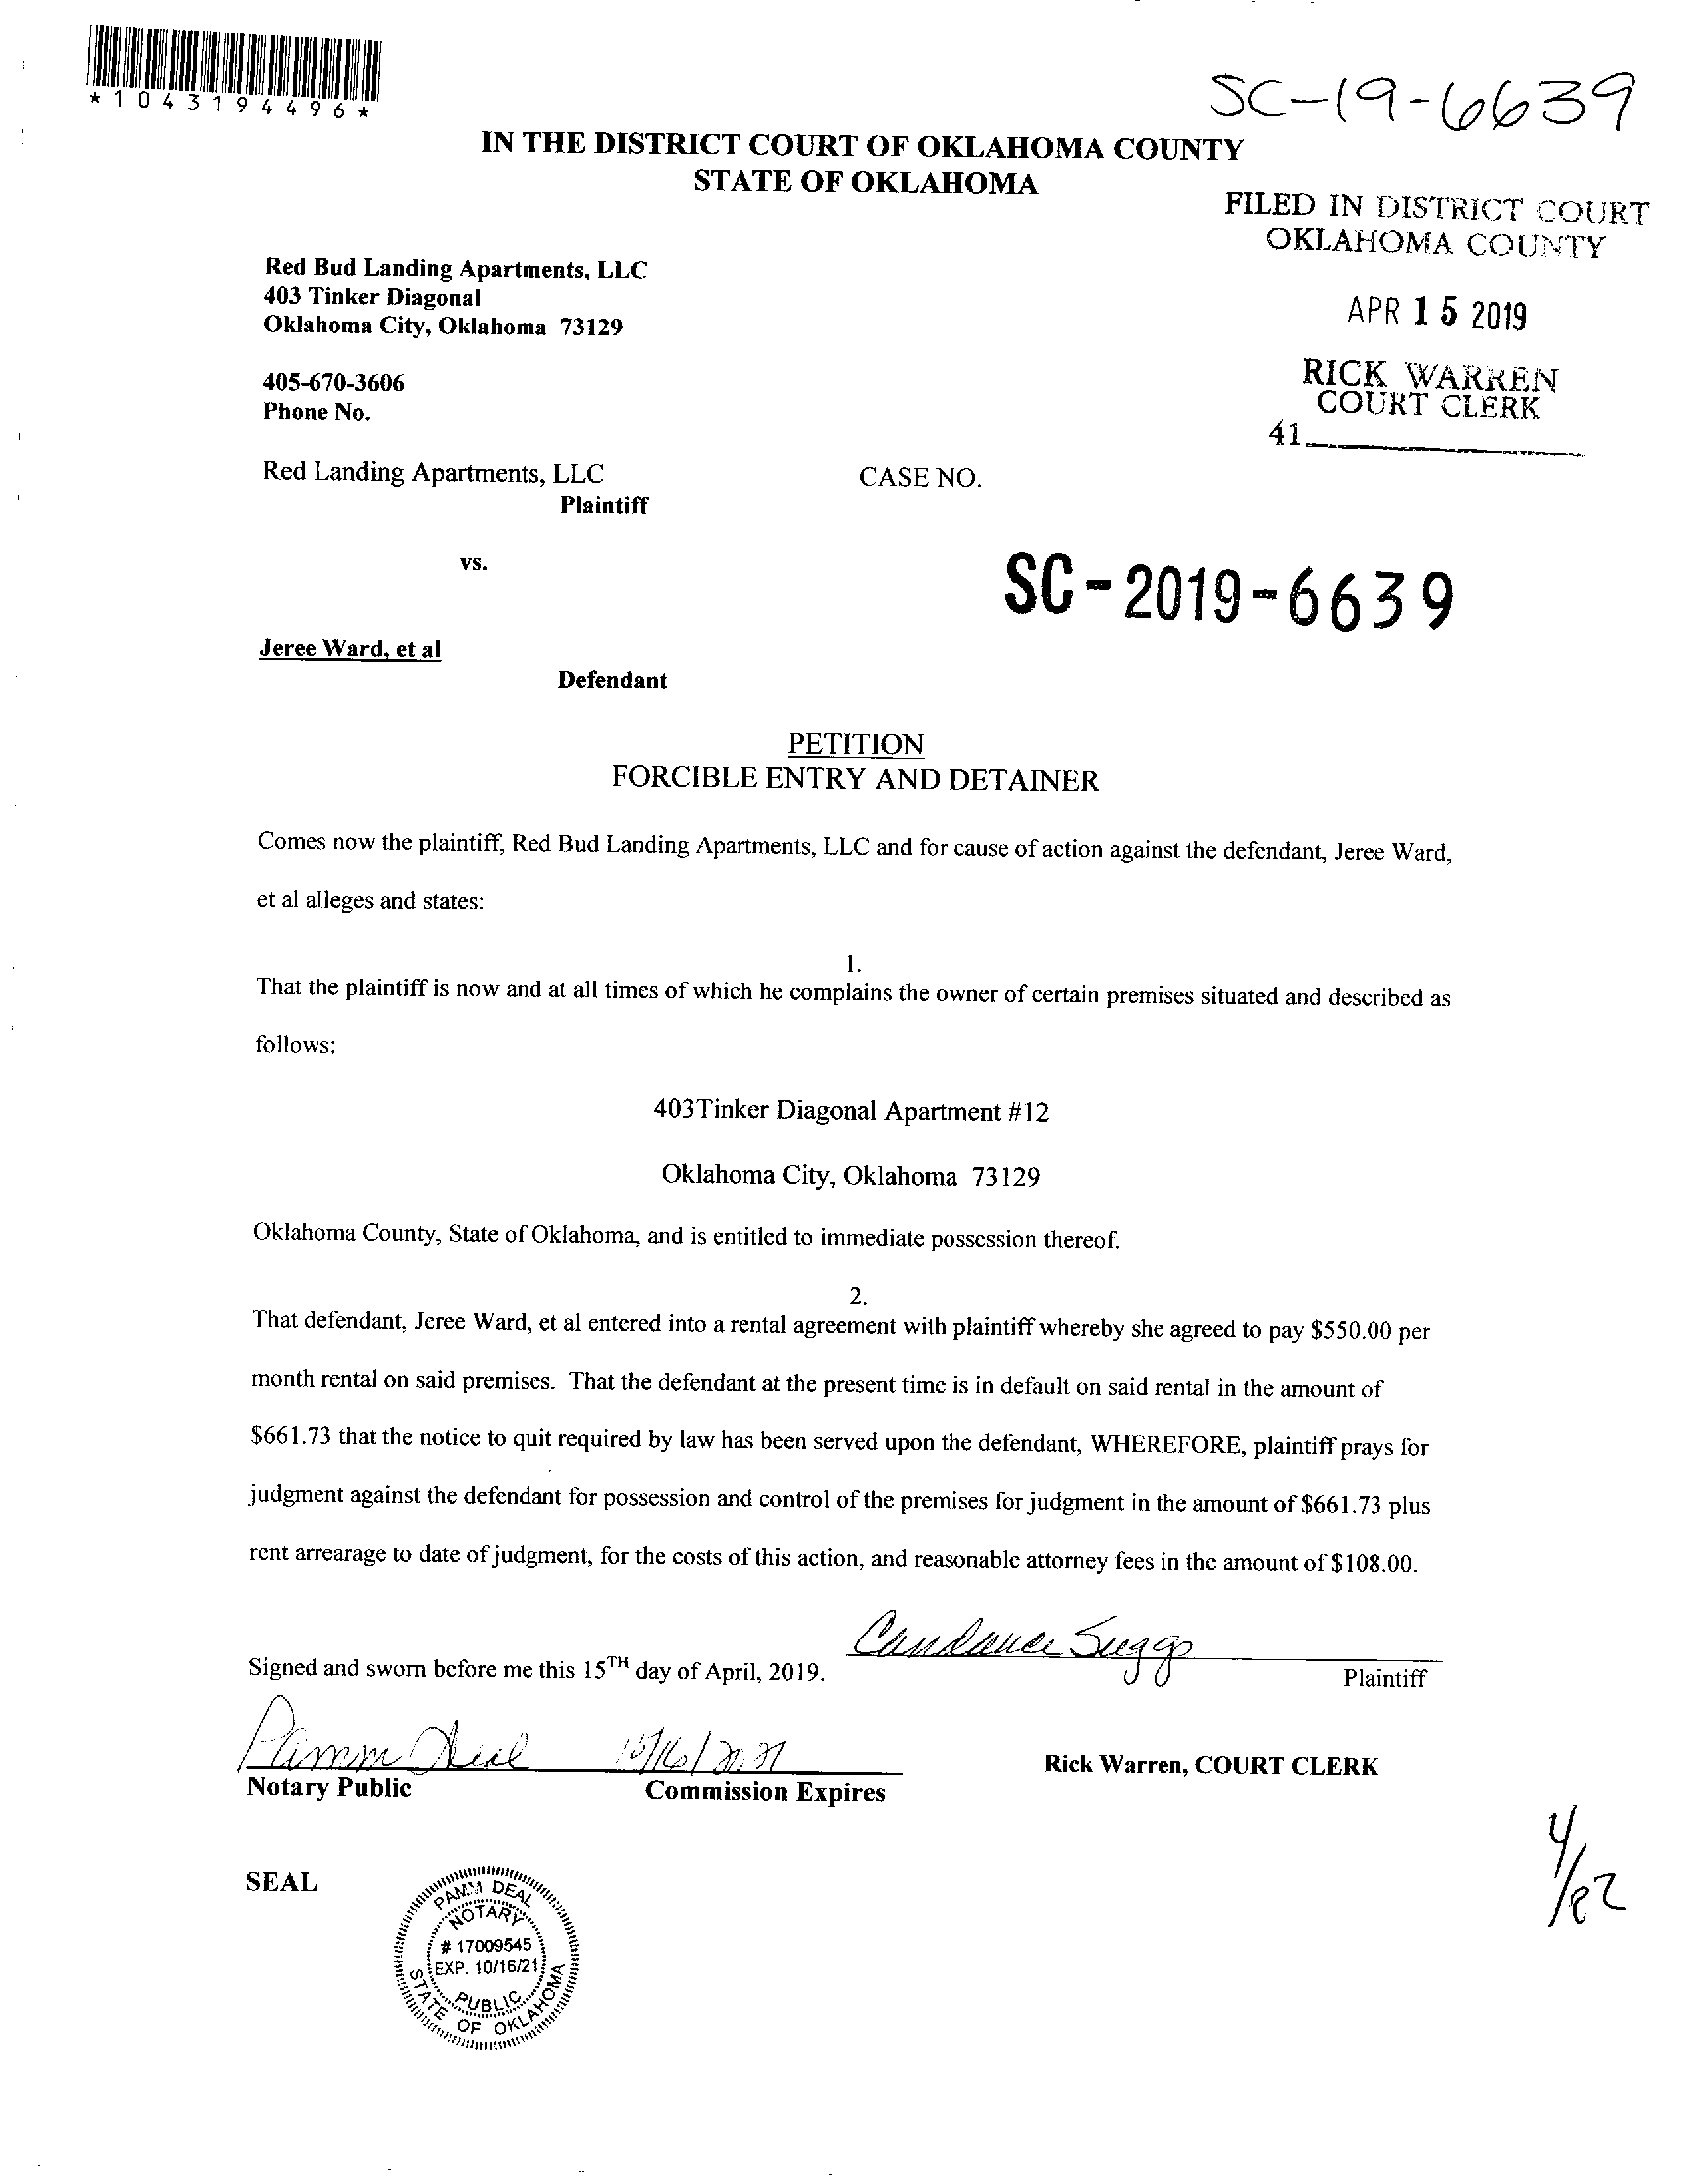 *1043194496*
SC-19-6639
IN THE DISTRICT COURT OF OKLAHOMA COUNTY
STATE OF OKLAHOMA
FILED IN DISTRICT COURT
OKLAHOMA COUNTY
Red Bud Landing Apartments, LLC
403 Tinker Diagonal
Oklahoma City, Oklahoma 73129
APR 15 2019
405-670-3606
Phone No.
RICK WARREN
COURT CLERK
41
Red Landing Apartments, LLC
CASE NO.
Plaintiff
vs.
SC-2019-6639
Jeree Ward, et al
Defendant
PETITION
FORCIBLE ENTRY AND DETAINER
Comes now the plaintiff, Red Bud Landing Apartments, LLC and for cause of action against the defendant, Jeree Ward,
et al alleges and states:
1.
That the plaintiff is now and at all times of which he complains the owner of certain premises situated and described as
follows:
403Tinker Diagonal Apartment #12
Oklahoma City, Oklahoma 73129
Oklahoma County, State of Oklahoma, and is entitled to immediate possession thereof.
2.
That defendant, Jeree Ward, et al entered into a rental agreement with plaintiff whereby she agreed to pay $550.00 per
month rental on said premises. That the defendant at the present time is in default on said rental in the amount of
$661.73 that the notice to quit required by law has been served upon the defendant, WHEREFORE, plaintiff prays for
judgment against the defendant for possession and control of the premises for judgment in the amount of $661.73 plus
rent arrearage to date of judgment, for the costs of this action, and reasonable attorney fees in the amount of $108.00.
Candance Suggs
Signed and sworn before me this 15TH day of April, 2019.
Plaintiff
Pamm Deal 10/16/2021
Rick Warren, COURT CLERK
Notary Public
Commission Expires
SEAL
PAMM DEAL
NOTARY
# 17009545
EXP. 10/16/21
PUBLIC
STATE OF OKLAHOMA